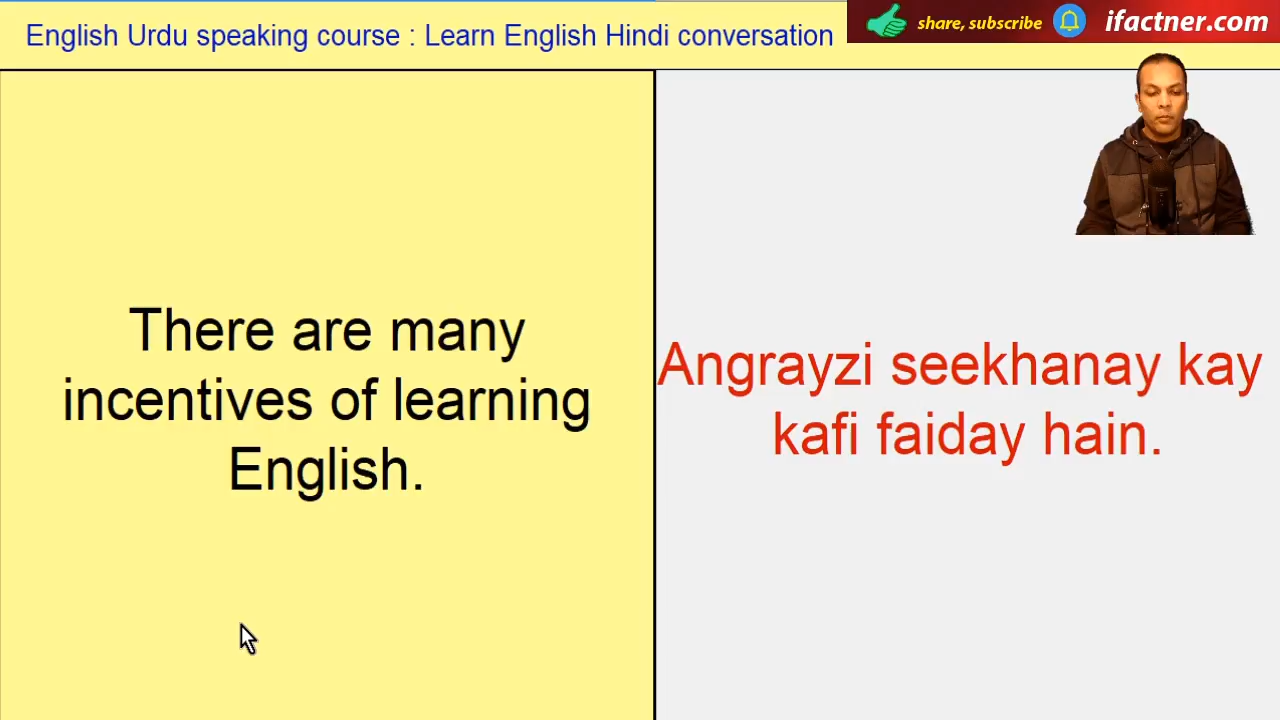 English Urdu speaking course : Learn English Hindi conversation
share, subscribe
ifactner.com
There are many
incentives of learning
English.
Angrayzi seekhanay kay
kafi faiday hain.